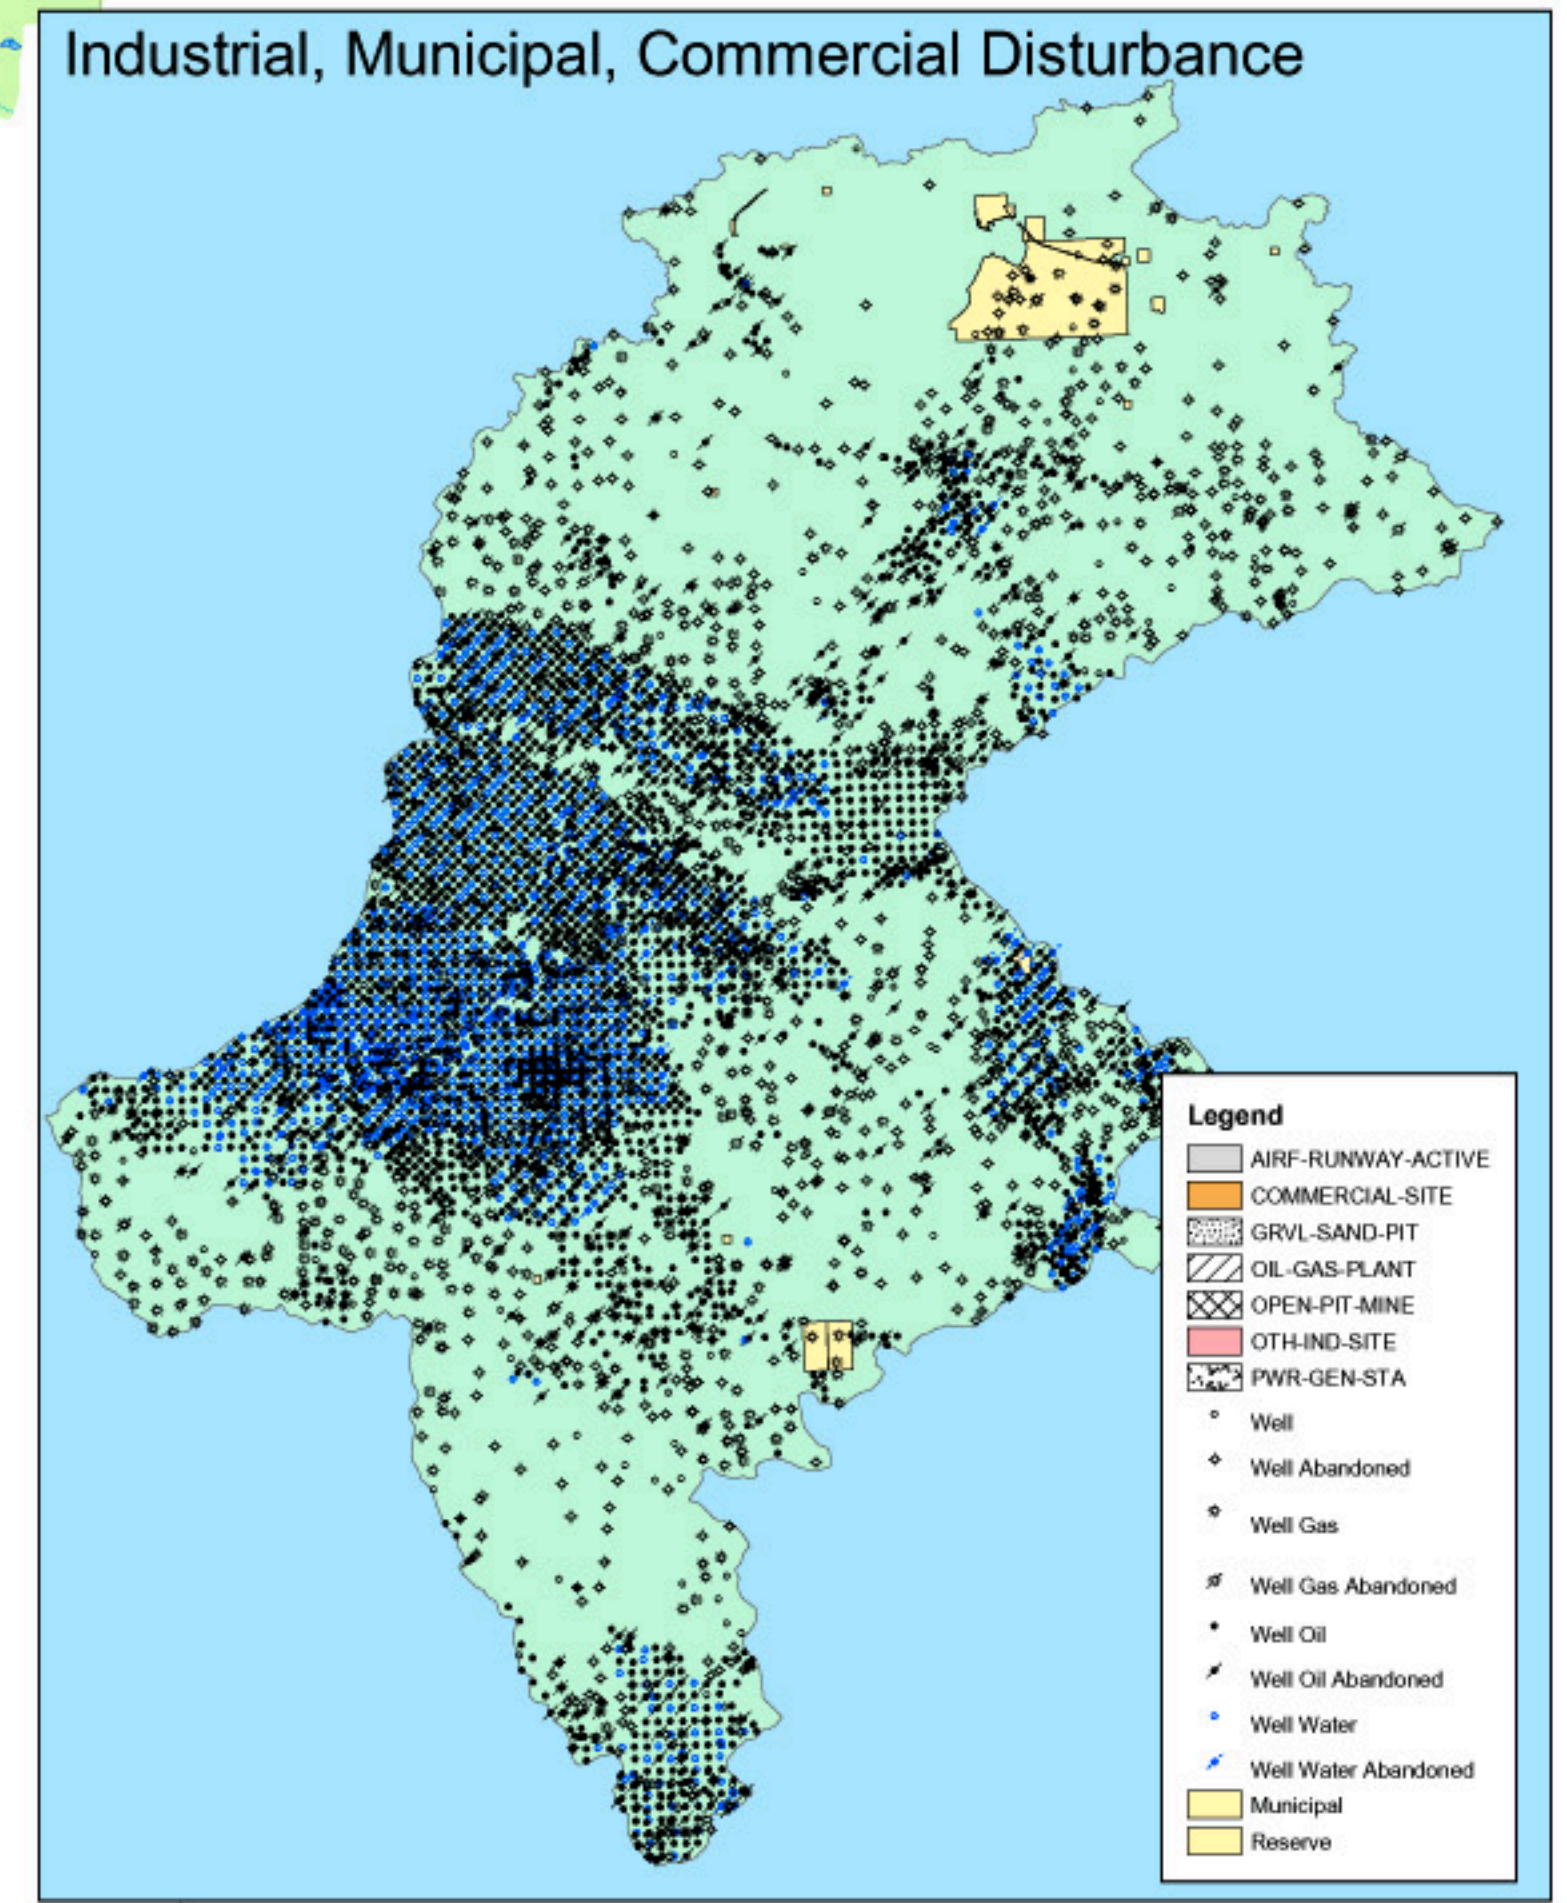 Industrial, Municipal, Commercial Disturbance
Legend
AIRF-RUNWAY-ACTIVE
COMMERCIAL-SITE
GRVL-SAND-PIT
OIL-GAS-PLANT
OPEN-PIT-MINE
OTH-IND-SITE
PWR-GEN-STA
Well
Well Abandoned
Well Gas
Well Gas Abandoned
Well Oil
Well Oil Abandoned
Well Water
Well Water Abandoned
Municipal
Reserve